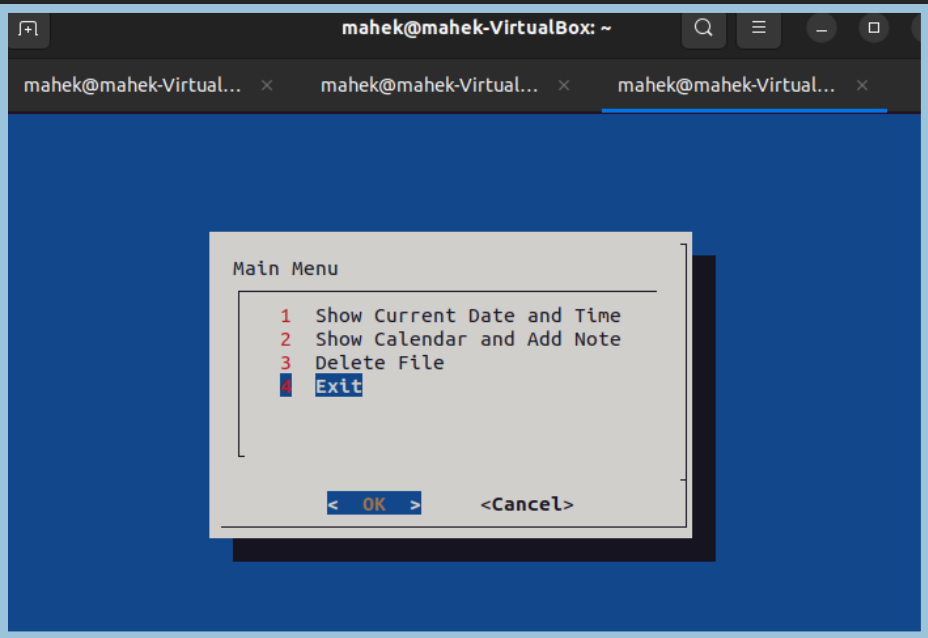 mahek@mahek-VirtualBox: ~
mahek@mahek-Virtual... × mahek@mahek-Virtual... × mahek@mahek-Virtual... ×
Main Menu
1 Show Current Date and Time
2 Show Calendar and Add Note
3 Delete File
4 Exit
< OK > <Cancel>